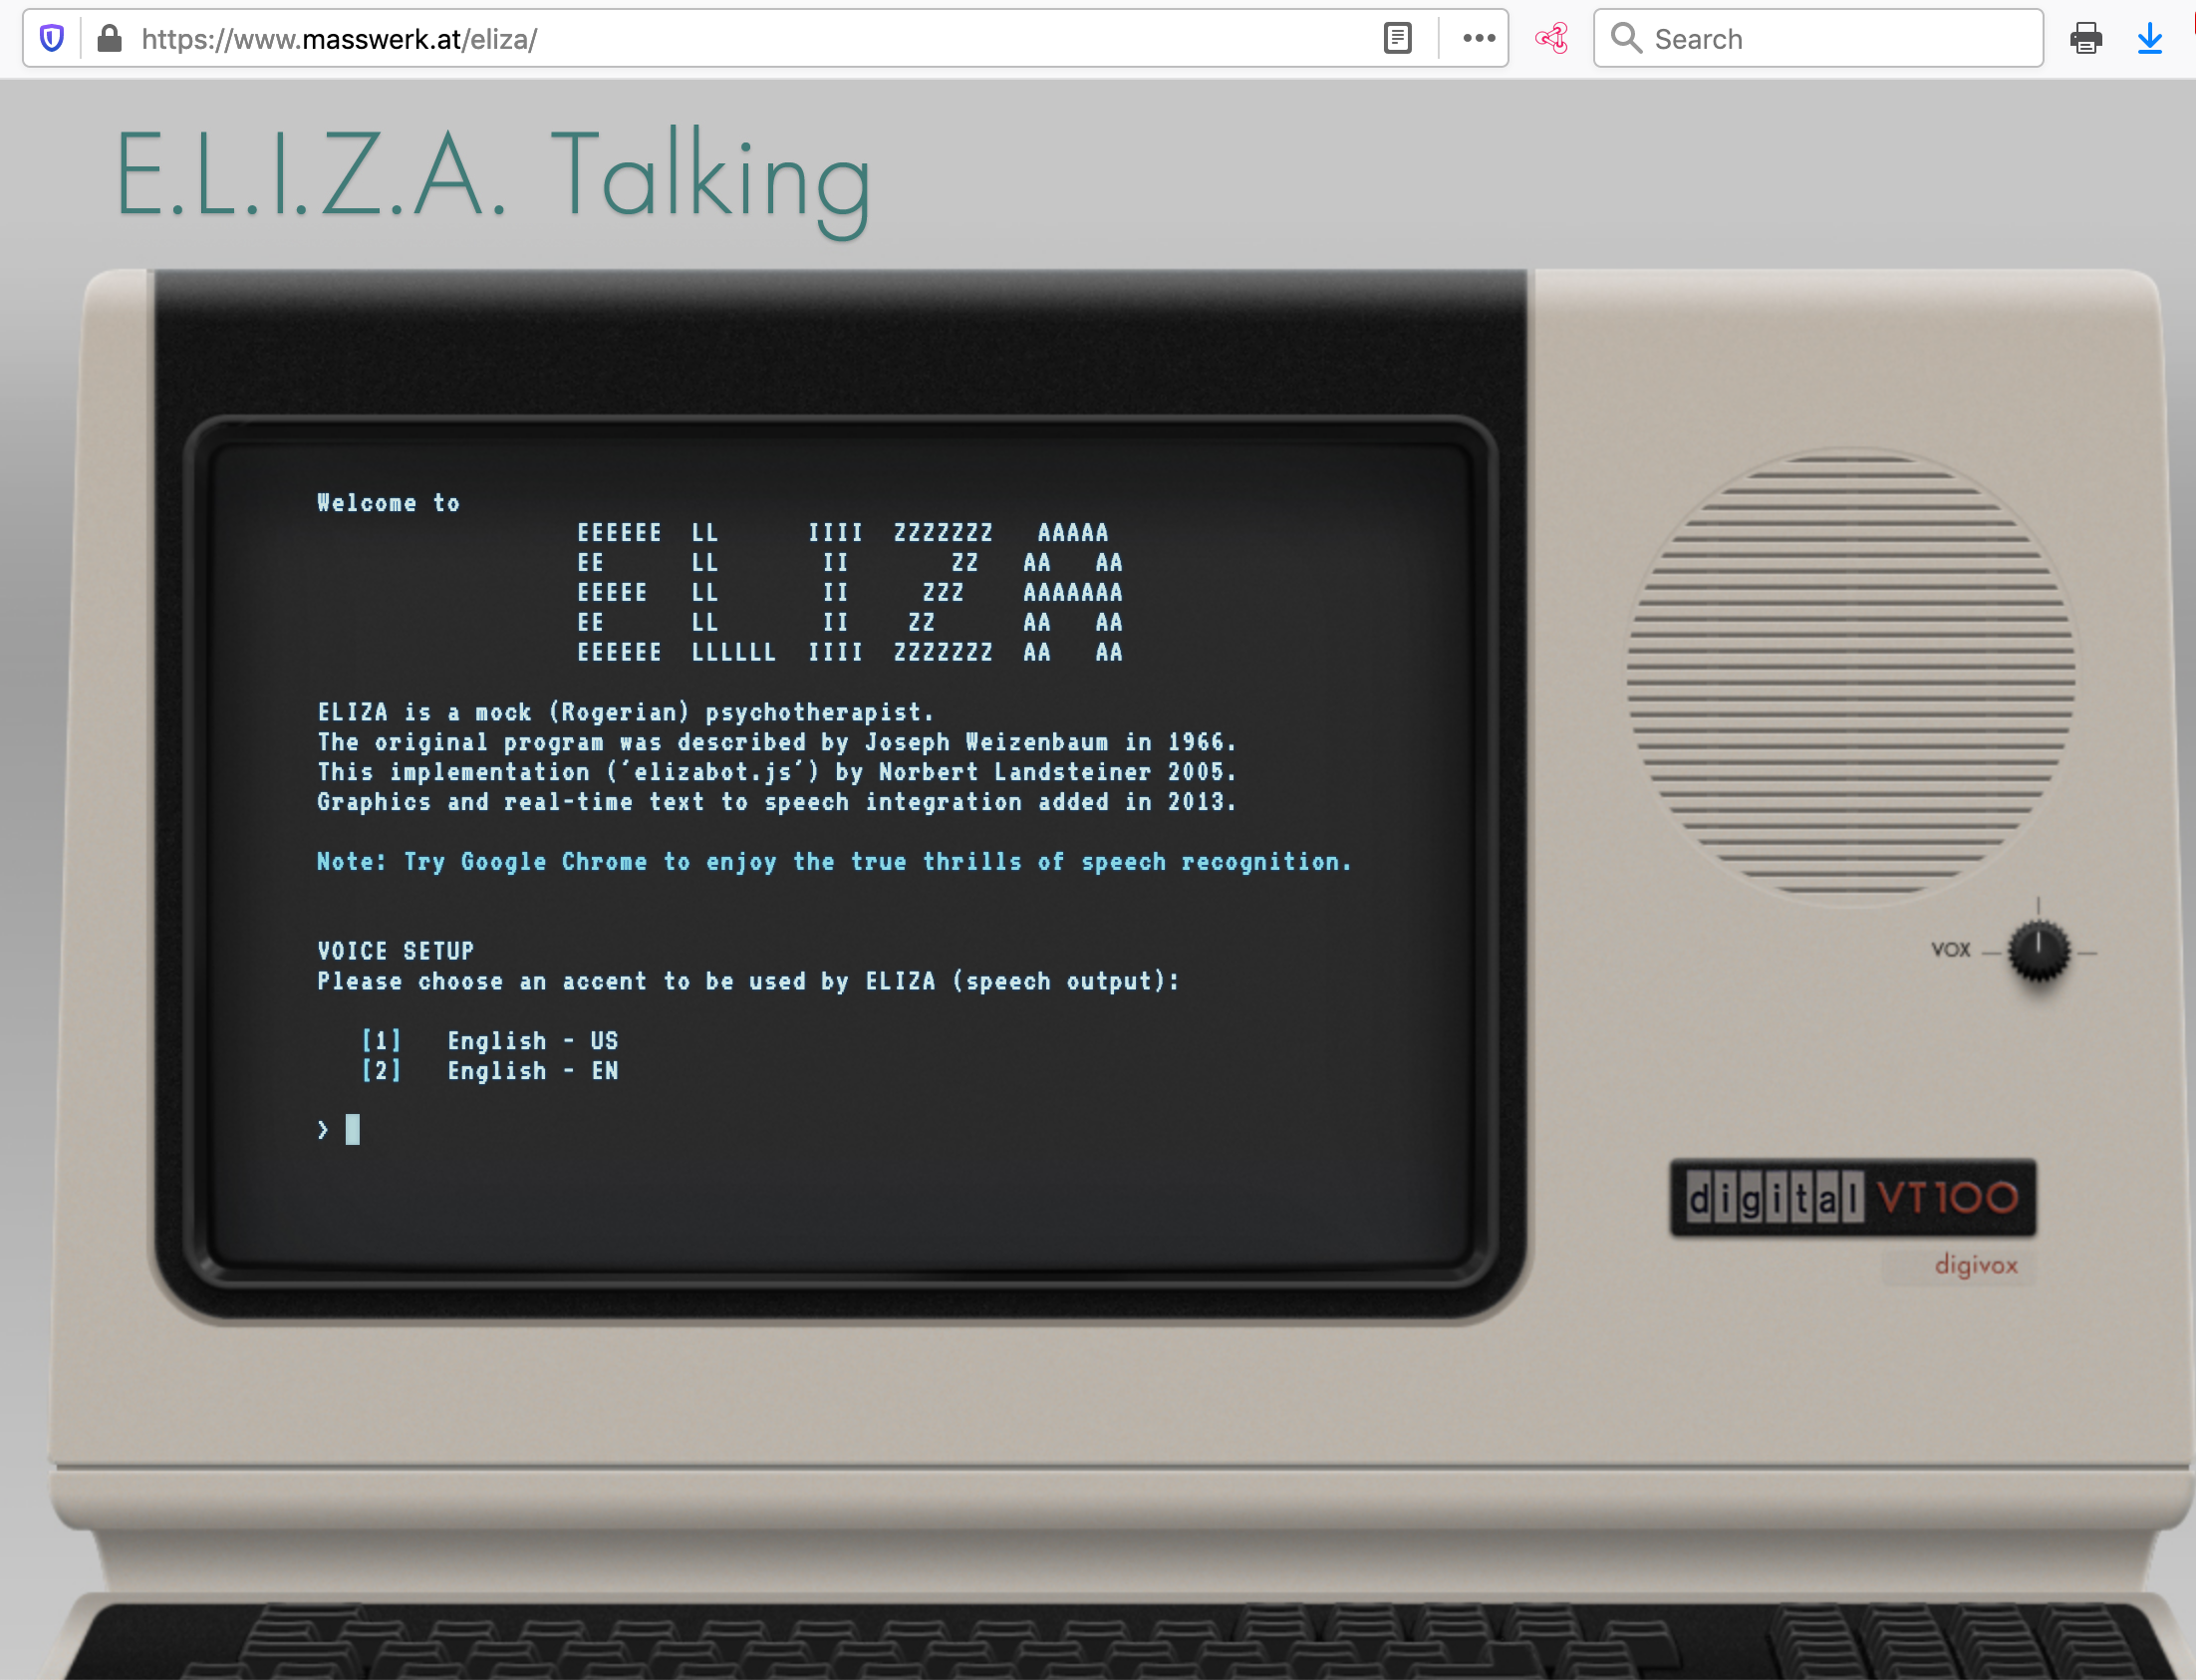 https://www.masswerk.at/eliza/
Search
E.L.I.Z.A. Talking
Welcome to
EEEEEE  LL      IIII  ZZZZZZZ   AAAAA
EE      LL       II       ZZ   AA   AA
EEEEE   LL       II     ZZZ    AAAAAAA
EE      LL       II    ZZ      AA   AA
EEEEEE  LLLLLL  IIII  ZZZZZZZ  AA   AA
ELIZA is a mock (Rogerian) psychotherapist.
The original program was described by Joseph Weizenbaum in 1966.
This implementation (´elizabot.js´) by Norbert Landsteiner 2005.
Graphics and real-time text to speech integration added in 2013.
Note: Try Google Chrome to enjoy the true thrills of speech recognition.
VOICE SETUP
Please choose an accent to be used by ELIZA (speech output):
[1]   English - US
[2]   English - EN
>
VOX
digital VT100
digivox